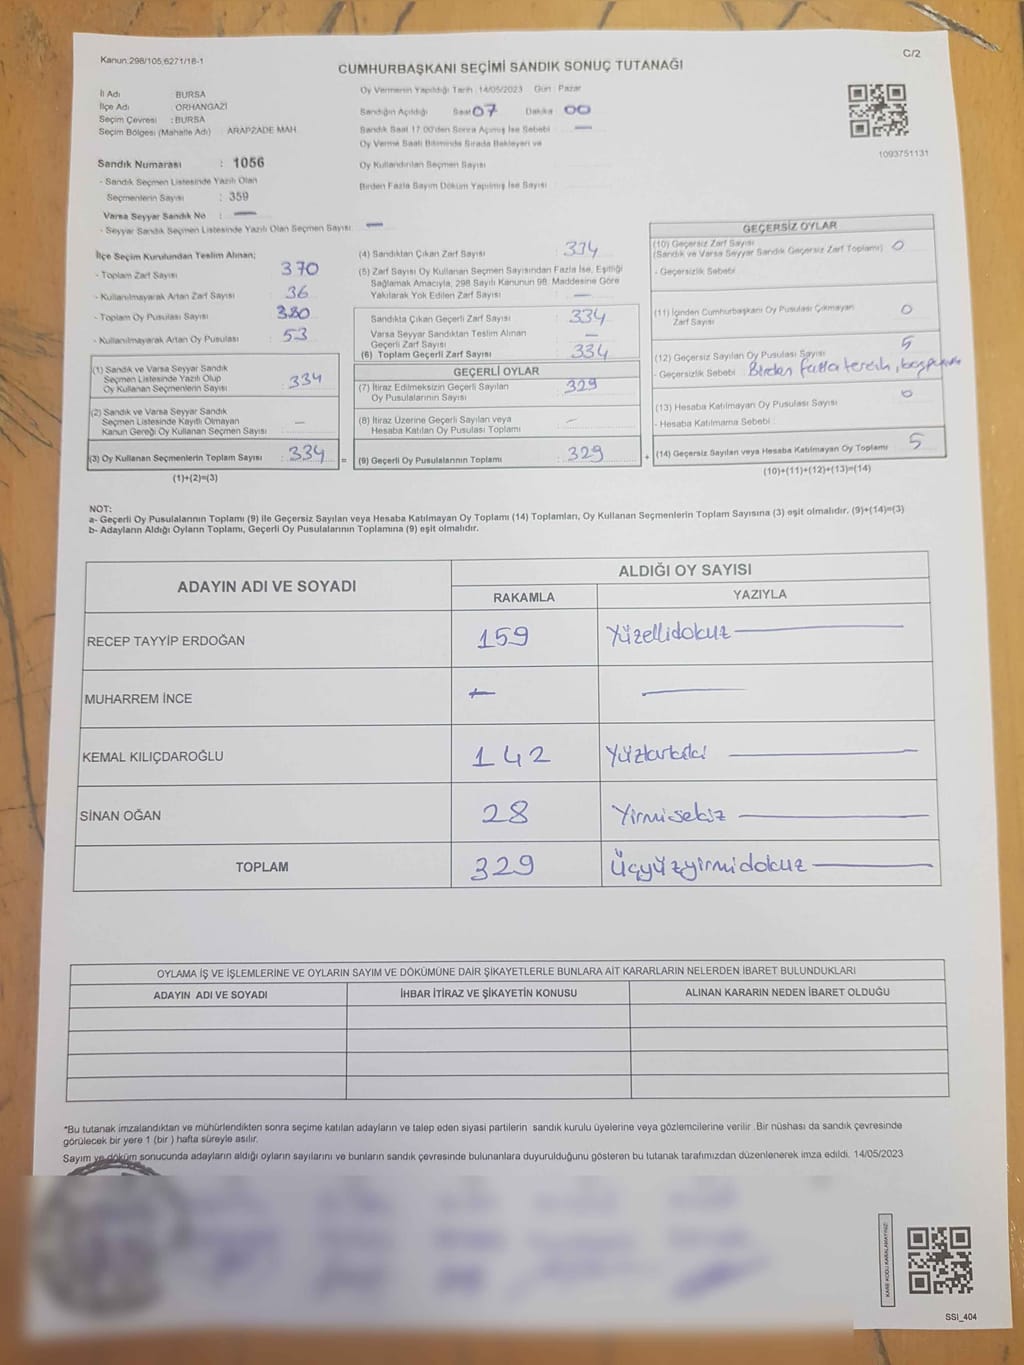 Kanun.298/105,6271/18-1
C/2
CUMHURBAŞKANI SEÇİMİ SANDIK SONUÇ TUTANAĞI
İl Adı BURSA
İlçe Adı : ORHANGAZİ
Seçim Çevresi : BURSA
Seçim Bölgesi (Mahalle Adı) : ARAPZADE MAH.
Sandık Numarası : 1056
- Sandık Seçmen Listesinde Yazılı Olan
Seçmenlerin Sayısı : 359
Varsa Seyyar Sandık No : —
- Seyyar Sandık Seçmen Listesinde Yazılı Olan Seçmen Sayısı: —
Oy Vermenin Yapıldığı Tarih : 14/05/2023 Gün : Pazar
Sandığın Açıldığı Saat 07 Dakika 00
Sandık Saat 17.00'den Sonra Açılmış İse Sebebi —
Oy Verme Saati Bitiminde Sırada Bekleyen ve
Oy Kullandırılan Seçmen Sayısı
Birden Fazla Sayım Döküm Yapılmış İse Sayısı
1093751131
İlçe Seçim Kurulundan Teslim Alınan;
- Toplam Zarf Sayısı : 370
- Kullanılmayarak Artan Zarf Sayısı : 36
- Toplam Oy Pusulası Sayısı : 380
- Kullanılmayarak Artan Oy Pusulası : 53
(1) Sandık ve Varsa Seyyar Sandık
Seçmen Listesinde Yazılı Olup
Oy Kullanan Seçmenlerin Sayısı : 334
(2) Sandık ve Varsa Seyyar Sandık
Seçmen Listesinde Kayıtlı Olmayan
Kanun Gereği Oy Kullanan Seçmen Sayısı : —
(3) Oy Kullanan Seçmenlerin Toplam Sayısı : 334 =
(1)+(2)=(3)
(4) Sandıktan Çıkan Zarf Sayısı : 334
(5) Zarf Sayısı Oy Kullanan Seçmen Sayısından Fazla İse, Eşitliği
Sağlamak Amacıyla, 298 Sayılı Kanunun 98. Maddesine Göre
Yakılarak Yok Edilen Zarf Sayısı : —
Sandıkta Çıkan Geçerli Zarf Sayısı : 334
Varsa Seyyar Sandıktan Teslim Alınan
Geçerli Zarf Sayısı : —
(6) Toplam Geçerli Zarf Sayısı : 334
GEÇERLİ OYLAR
(7) İtiraz Edilmeksizin Geçerli Sayılan
Oy Pusulalarının Sayısı : 329
(8) İtiraz Üzerine Geçerli Sayılan veya
Hesaba Katılan Oy Pusulası Toplamı : —
(9) Geçerli Oy Pusulalarının Toplamı : 329 +
GEÇERSİZ OYLAR
(10) Geçersiz Zarf Sayısı
(Sandık ve Varsa Seyyar Sandık Geçersiz Zarf Toplamı) : 0
- Geçersizlik Sebebi
(11) İçinden Cumhurbaşkanı Oy Pusulası Çıkmayan
Zarf Sayısı 0
(12) Geçersiz Sayılan Oy Pusulası Sayısı 5
- Geçersizlik Sebebi Birden fazla tercih,
(13) Hesaba Katılmayan Oy Pusulası Sayısı 0
- Hesaba Katılmama Sebebi
(14) Geçersiz Sayılan veya Hesaba Katılmayan Oy Toplamı 5
(10)+(11)+(12)+(13)=(14)
NOT:
a- Geçerli Oy Pusulalarının Toplamı (9) ile Geçersiz Sayılan veya Hesaba Katılmayan Oy Toplamı (14) Toplamları, Oy Kullanan Seçmenlerin Toplam Sayısına (3) eşit olmalıdır. (9)+(14)=(3)
b- Adayların Aldığı Oyların Toplamı, Geçerli Oy Pusulalarının Toplamına (9) eşit olmalıdır.
ADAYIN ADI VE SOYADI ALDIĞI OY SAYISI
RAKAMLA YAZIYLA
RECEP TAYYİP ERDOĞAN 159 Yüzellidokuz
MUHARREM İNCE — —
KEMAL KILIÇDAROĞLU 142 Yüzkırkiki
SİNAN OĞAN 28 Yirmisekiz
TOPLAM 329 Üçyüzyirmidokuz
OYLAMA İŞ VE İŞLEMLERİNE VE OYLARIN SAYIM VE DÖKÜMÜNE DAİR ŞİKAYETLERLE BUNLARA AİT KARARLARIN NELERDEN İBARET BULUNDUKLARI
ADAYIN ADI VE SOYADI İHBAR İTİRAZ VE ŞİKAYETİN KONUSU ALINAN KARARIN NEDEN İBARET OLDUĞU
*Bu tutanak imzalandıktan ve mühürlendikten sonra seçime katılan adayların ve talep eden siyasi partilerin sandık kurulu üyelerine veya gözlemcilerine verilir .Bir nüshası da sandık çevresinde
görülecek bir yere 1 (bir ) hafta süreyle asılır.
Sayım ve döküm sonucunda adayların aldığı oyların sayılarını ve bunların sandık çevresinde bulunanlara duyurulduğunu gösteren bu tutanak tarafımızdan düzenlenerek imza edildi. 14/05/2023
KARE KODU KARALAMAYINIZ!
SSI_404